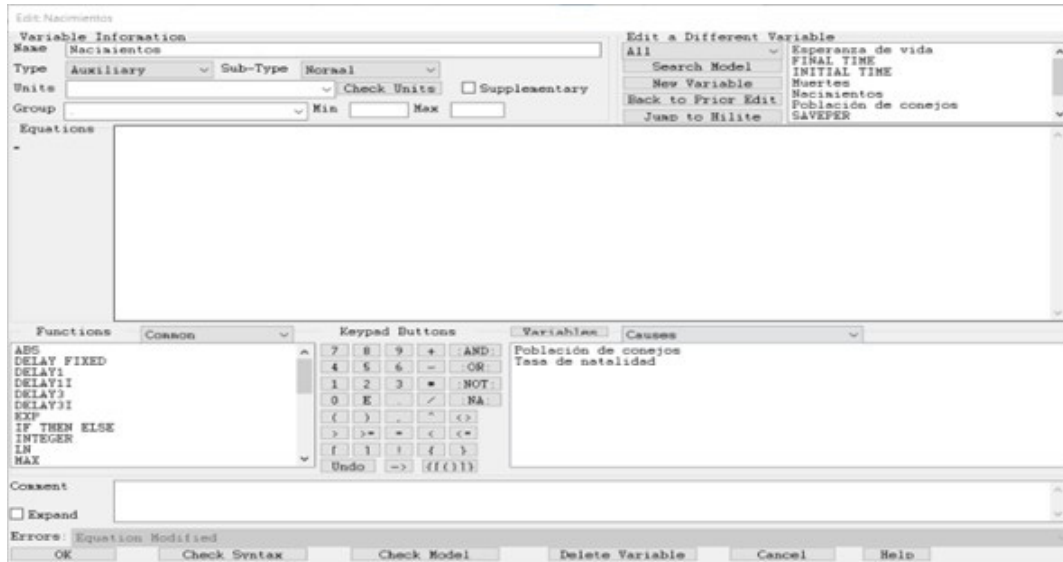 Edit: Nacimientos
Variable Information
Edit a Different Variable
Name Nacimientos
All
Esperanza de vida
FINAL TIME
INITIAL TIME
Muertes
Nacimientos
Población de conejos
SAVEPER
Type Auxiliary Sub-Type Normal
Search Model
Units Check Units Supplementary
New Variable
Group . Min Max
Back to Prior Edit
Jump to Hilite
Equations
=
Functions Common
Keypad Buttons
Variables Causes
ABS
DELAY FIXED
DELAY1
DELAY1I
DELAY3
DELAY3I
EXP
IF THEN ELSE
INTEGER
LN
MAX
7 8 9 + :AND:
4 5 6 - :OR:
1 2 3 * :NOT:
0 E . / :NA:
( ) , ^ <>
> >= = < <=
[ ] ! { }
Undo -> {[()]}
Población de conejos
Tasa de natalidad
Comment
Expand
Errors: Equation Modified
OK Check Syntax Check Model Delete Variable Cancel Help